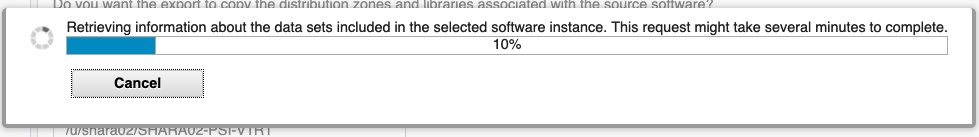 Do you want the export to copy the distribution zones and libraries associated with the source software?
Retrieving information about the data sets included in the selected software instance. This request might take several minutes to complete.
10%
Cancel
/u/shara02/SHARA02-PSI-V1R1